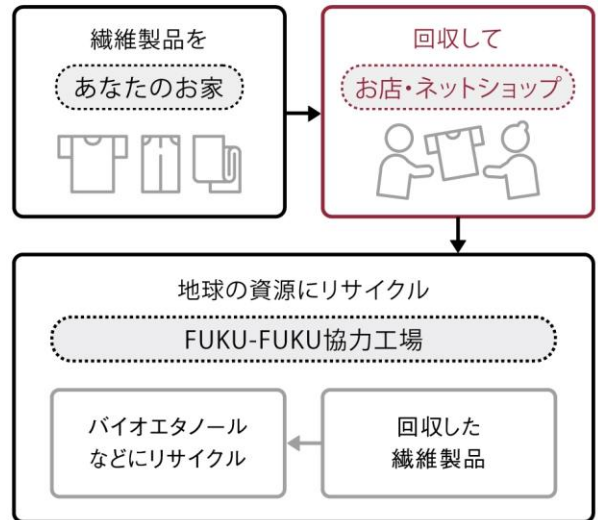 繊維製品を
あなたのお家
回収して
お店・ネットショップ
地球の資源にリサイクル
FUKU-FUKU協力工場
バイオエタノール
などにリサイクル
回収した
繊維製品